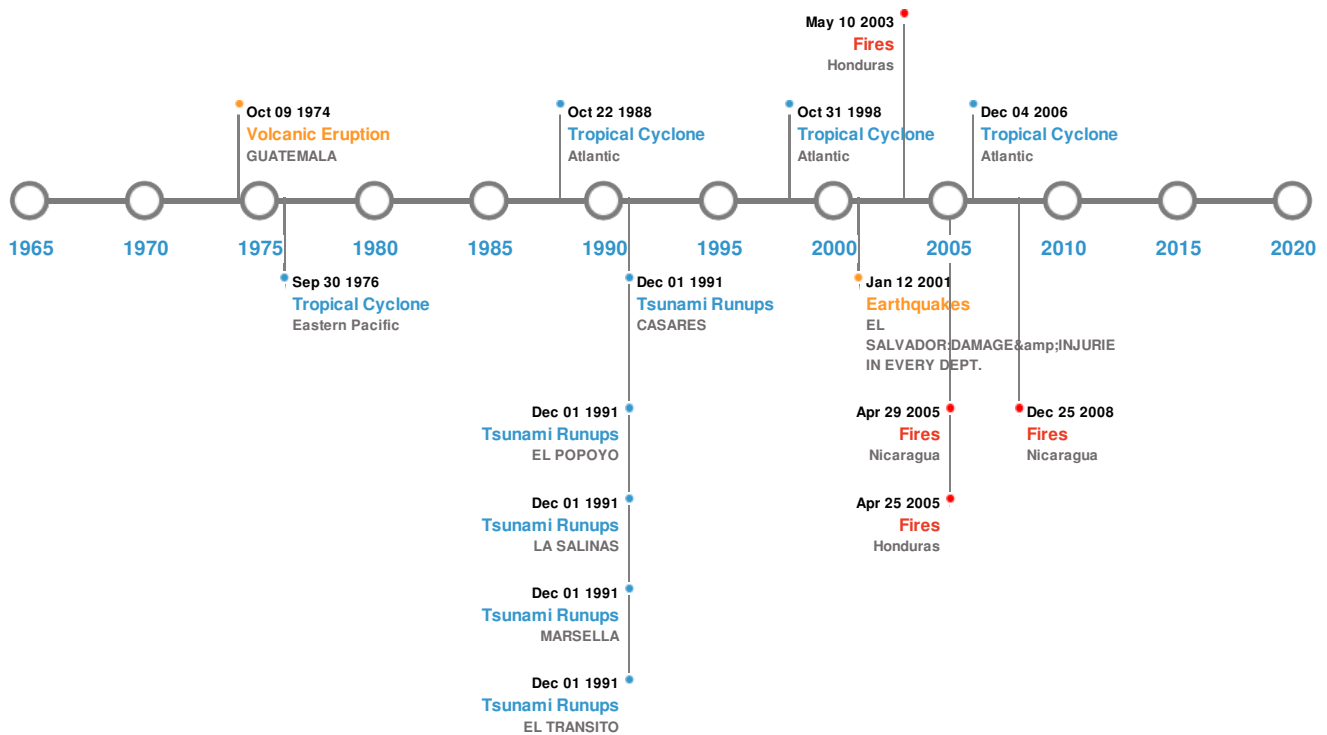 May 10 2003
Fires
Honduras
Oct 09 1974
Volcanic Eruption
GUATEMALA
Oct 22 1988
Tropical Cyclone
Atlantic
Oct 31 1998
Tropical Cyclone
Atlantic
Dec 04 2006
Tropical Cyclone
Atlantic
1965
1970
1975
1980
1985
1990
1995
2000
2005
2010
2015
2020
Sep 30 1976
Tropical Cyclone
Eastern Pacific
Dec 01 1991
Tsunami Runups
CASARES
Jan 12 2001
Earthquakes
EL
SALVADOR:DAMAGE&amp;INJURIE
IN EVERY DEPT.
Dec 01 1991
Tsunami Runups
EL POPOYO
Apr 29 2005
Fires
Nicaragua
Dec 25 2008
Fires
Nicaragua
Dec 01 1991
Tsunami Runups
LA SALINAS
Apr 25 2005
Fires
Honduras
Dec 01 1991
Tsunami Runups
MARSELLA
Dec 01 1991
Tsunami Runups
EL TRANSITO